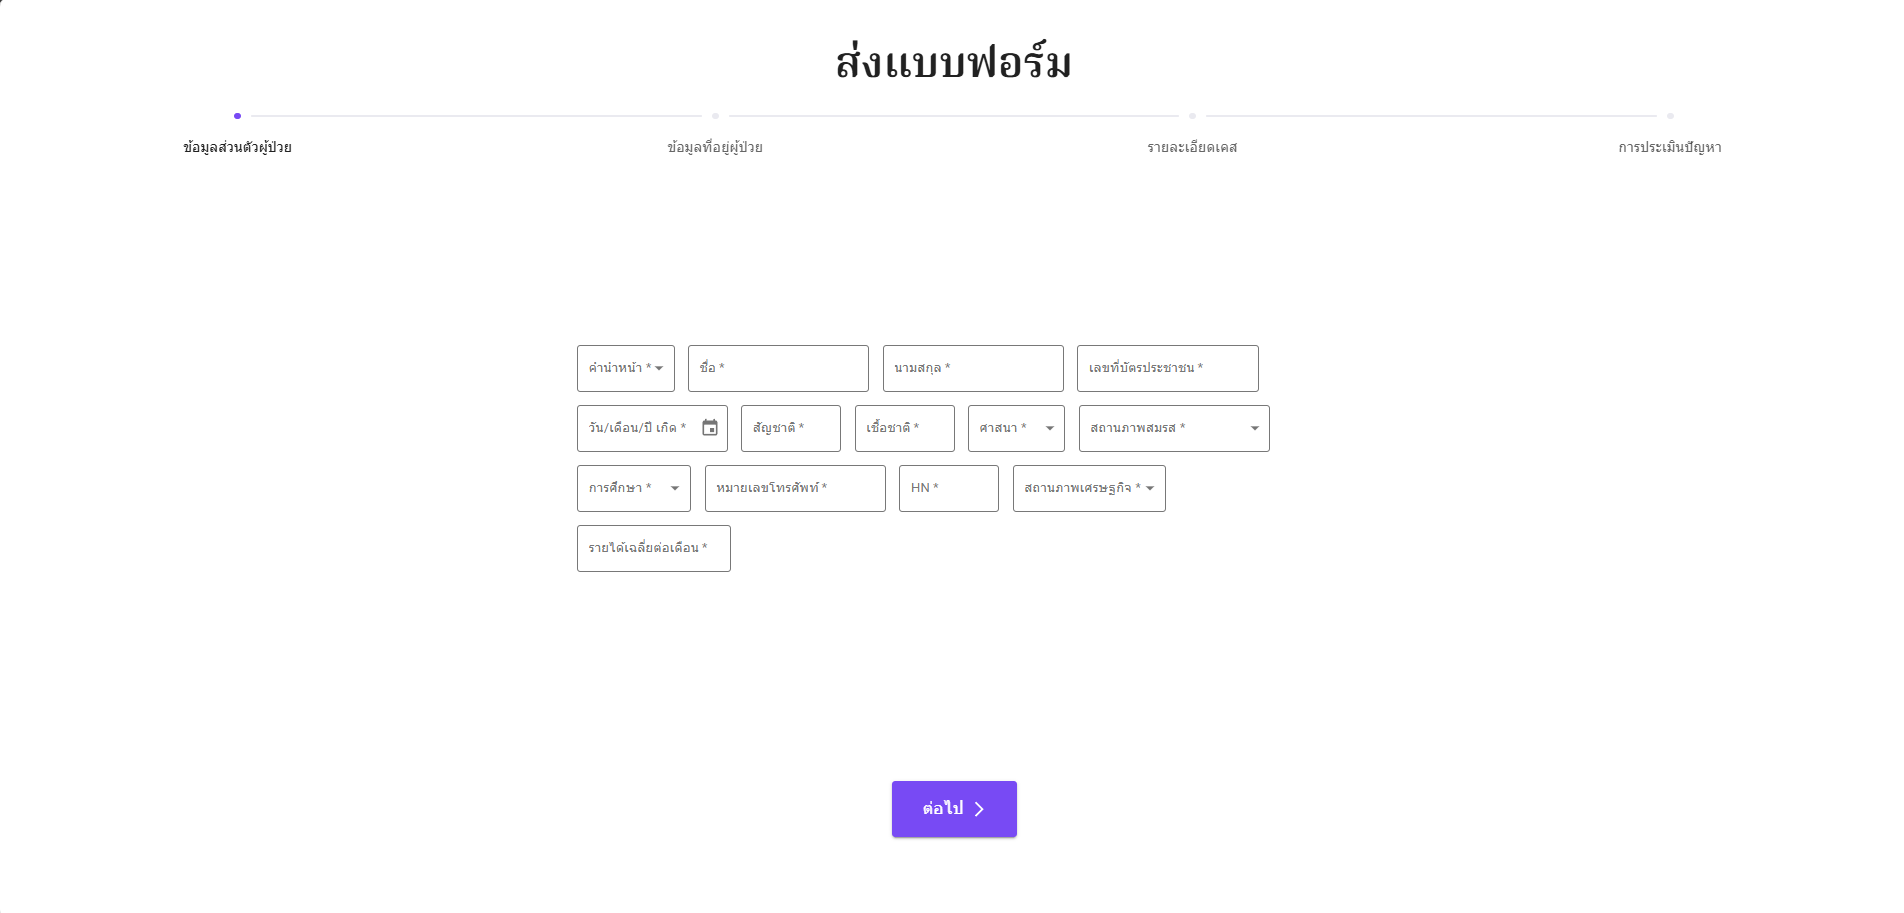 ส่งแบบฟอร์ม
ข้อมูลส่วนตัวผู้ป่วย ข้อมูลที่อยู่ผู้ป่วย รายละเอียดเคส การประเมินปัญหา
คำนำหน้า * ชื่อ * นามสกุล * เลขที่บัตรประชาชน *
วัน/เดือน/ปี เกิด * สัญชาติ * เชื้อชาติ * ศาสนา * สถานภาพสมรส *
การศึกษา * หมายเลขโทรศัพท์ * HN * สถานภาพเศรษฐกิจ *
รายได้เฉลี่ยต่อเดือน *
ต่อไป